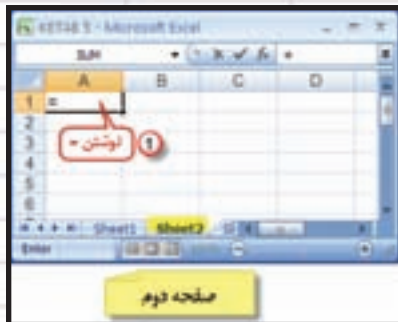 KETAB 5 - Microsoft Excel
SUM =
A B C D
1 =
2
3
4
5
6
نوشتن =
1
Sheet1 Sheet2
Enter
صفحه دوم